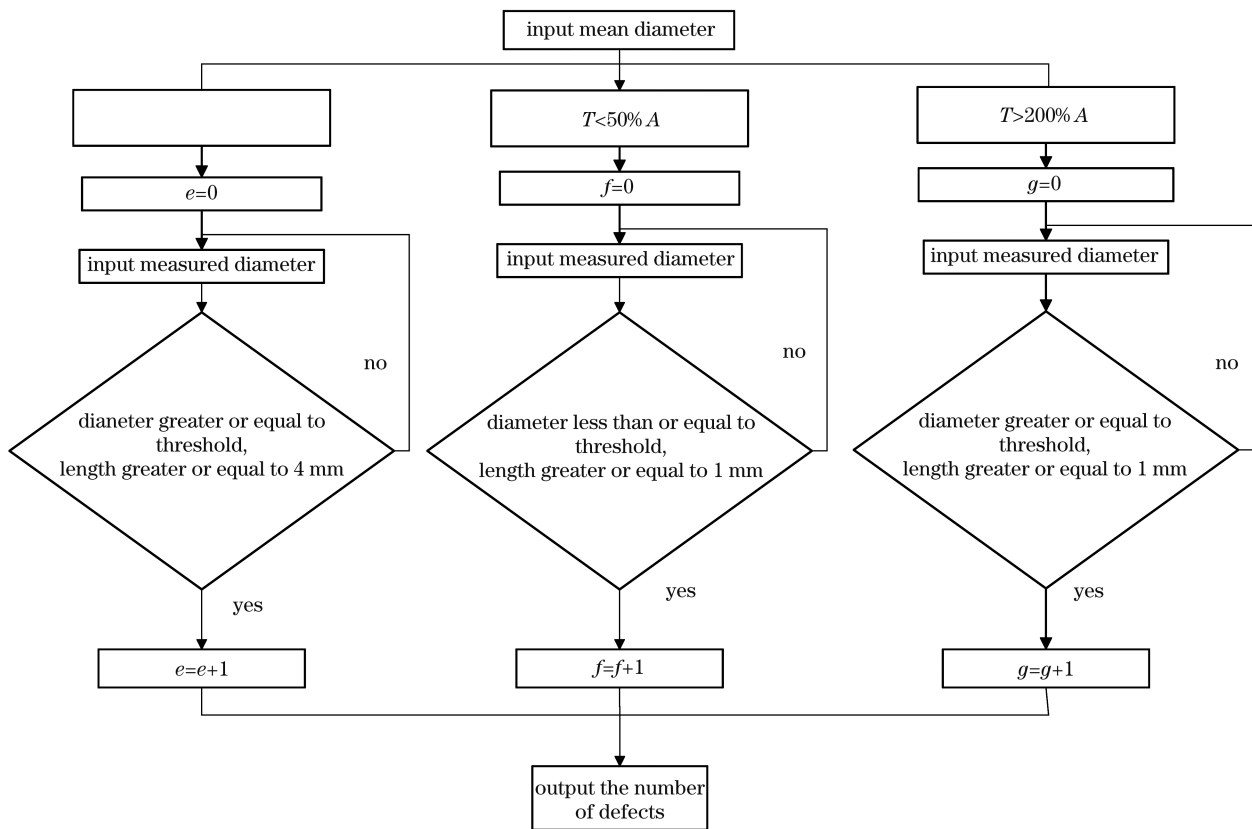 input mean diameter
T<50% A
T>200% A
e=0
f=0
g=0
input measured diameter
input measured diameter
input measured diameter
no
no
no
dianeter greater or equal to
threshold,
length greater or equal to 4 mm
diameter less than or equal to
threshold,
length greater or equal to 1 mm
diameter greater or equal to
threshold,
length greater or equal to 1 mm
yes
yes
yes
e=e+1
f=f+1
g=g+1
output the number
of defects